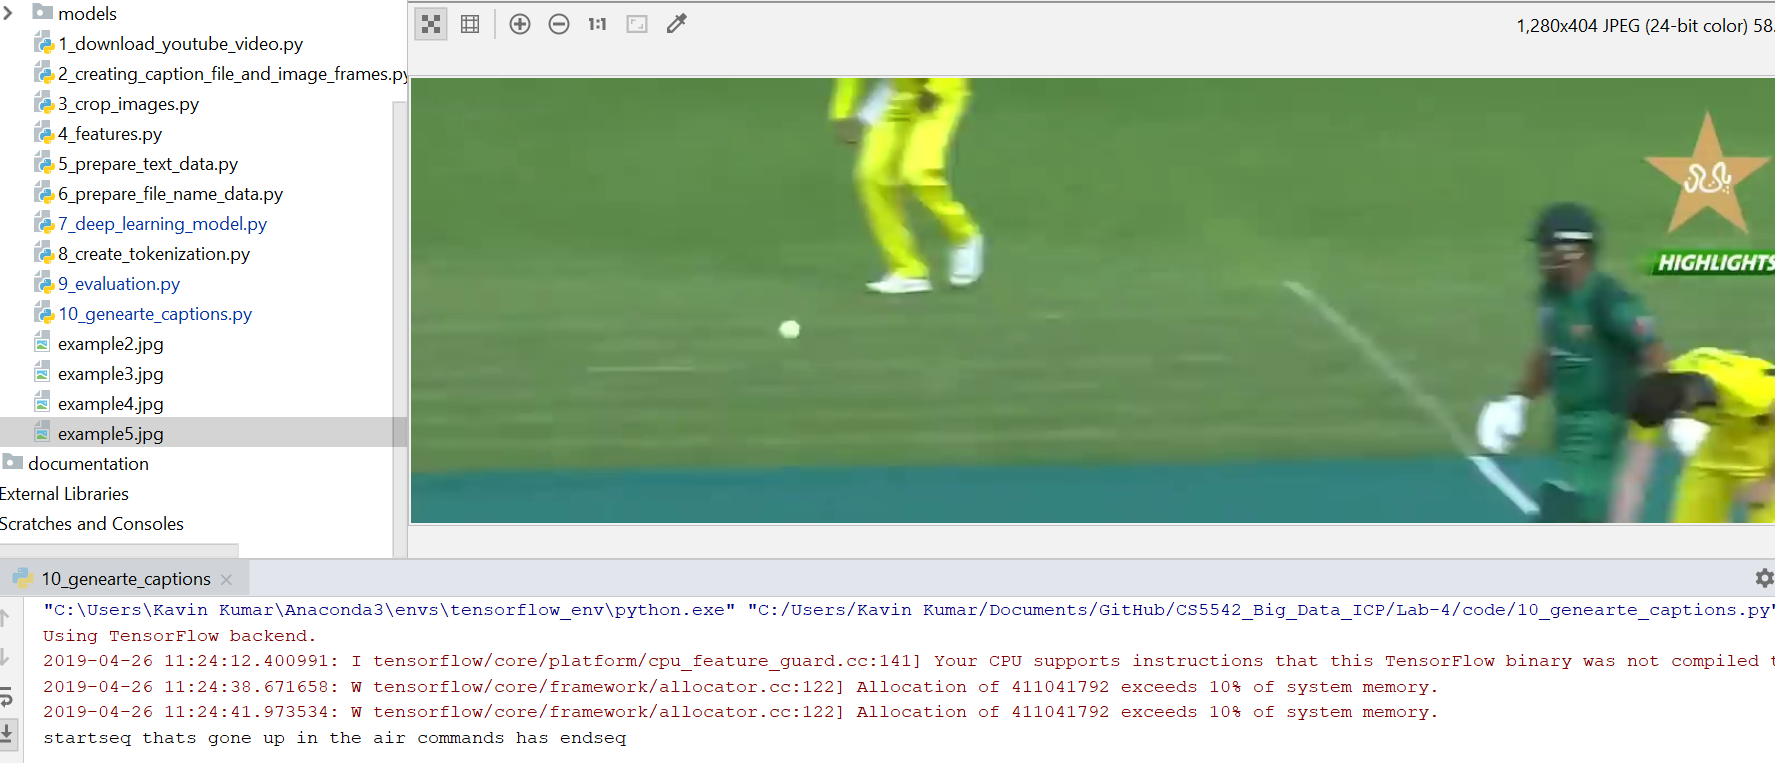 models
1_download_youtube_video.py
2_creating_caption_file_and_image_frames.py
3_crop_images.py
4_features.py
5_prepare_text_data.py
6_prepare_file_name_data.py
7_deep_learning_model.py
8_create_tokenization.py
9_evaluation.py
10_genearte_captions.py
example2.jpg
example3.jpg
example4.jpg
example5.jpg
documentation
External Libraries
Scratches and Consoles
1:1
1,280x404 JPEG (24-bit color) 58.
HIGHLIGHTS
10_genearte_captions
"C:\Users\Kavin Kumar\Anaconda3\envs\tensorflow_env\python.exe" "C:/Users/Kavin Kumar/Documents/GitHub/CS5542_Big_Data_ICP/Lab-4/code/10_genearte_captions.py"
Using TensorFlow backend.
2019-04-26 11:24:12.400991: I tensorflow/core/platform/cpu_feature_guard.cc:141] Your CPU supports instructions that this TensorFlow binary was not compiled t
2019-04-26 11:24:38.671658: W tensorflow/core/framework/allocator.cc:122] Allocation of 411041792 exceeds 10% of system memory.
2019-04-26 11:24:41.973534: W tensorflow/core/framework/allocator.cc:122] Allocation of 411041792 exceeds 10% of system memory.
startseq thats gone up in the air commands has endseq